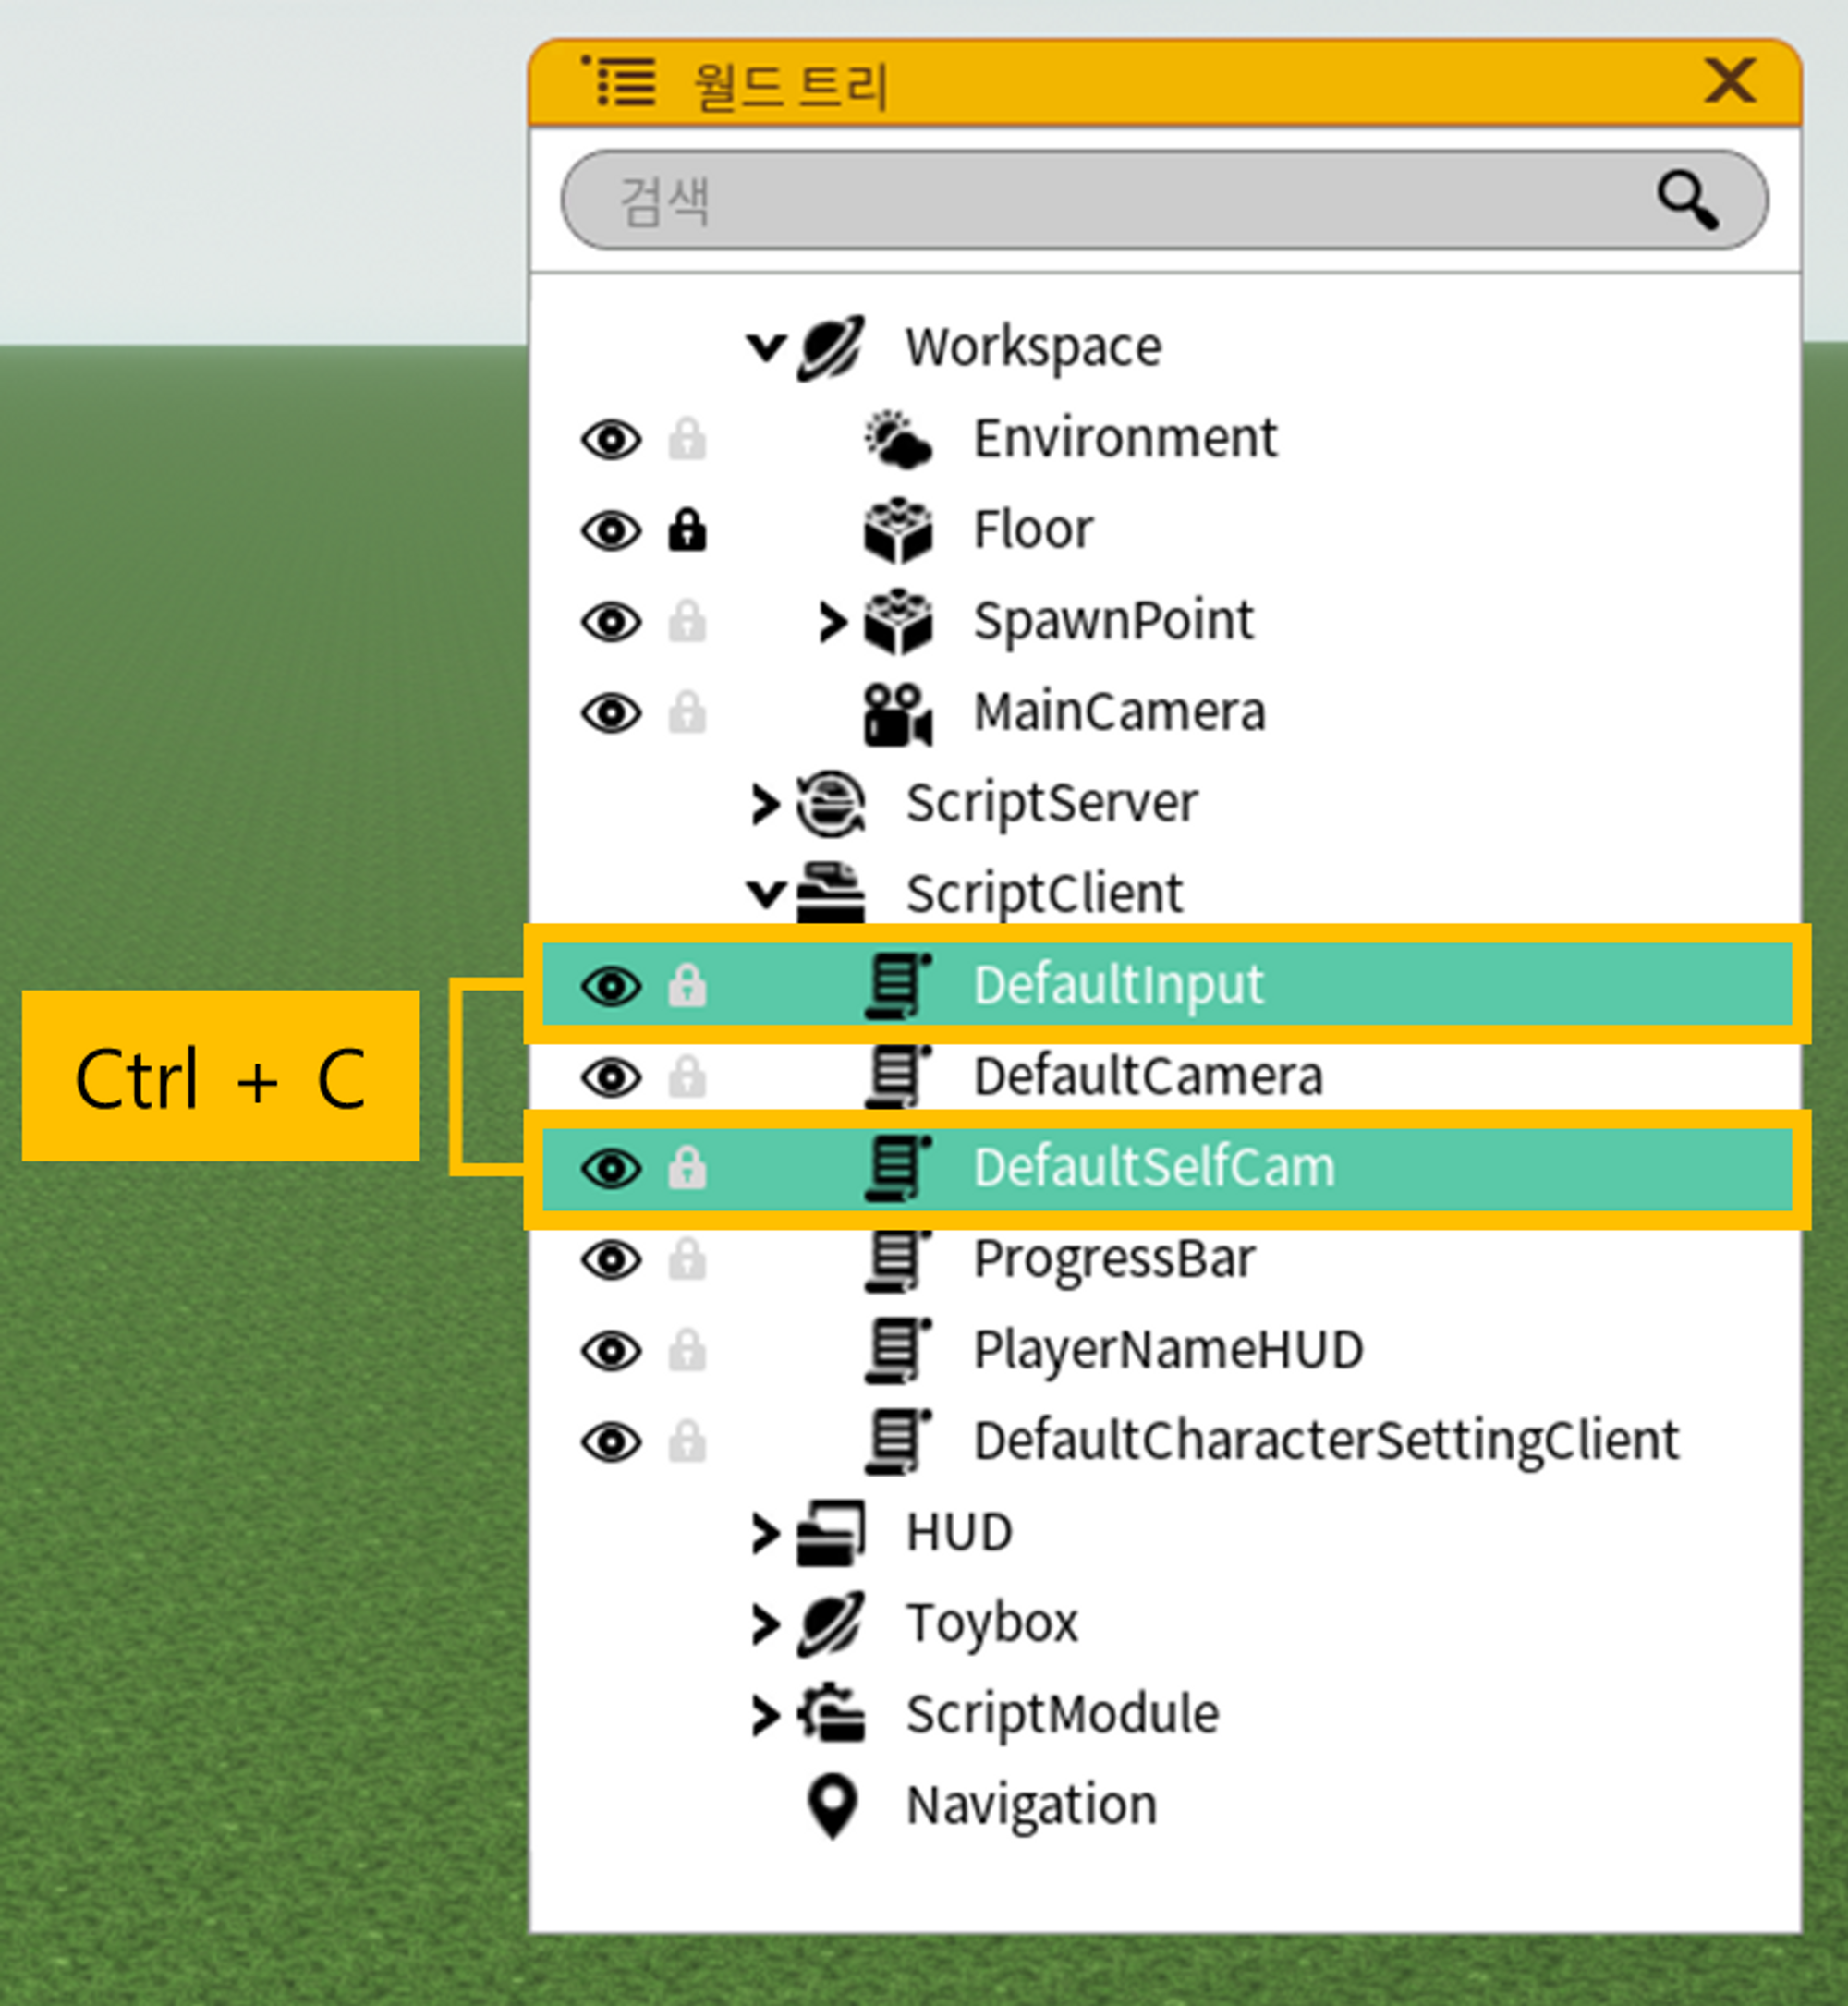 월드 트리
검색
Workspace
Environment
Floor
SpawnPoint
MainCamera
ScriptServer
ScriptClient
DefaultInput
Ctrl + C
DefaultCamera
DefaultSelfCam
ProgressBar
PlayerNameHUD
DefaultCharacterSettingClient
HUD
Toybox
ScriptModule
Navigation